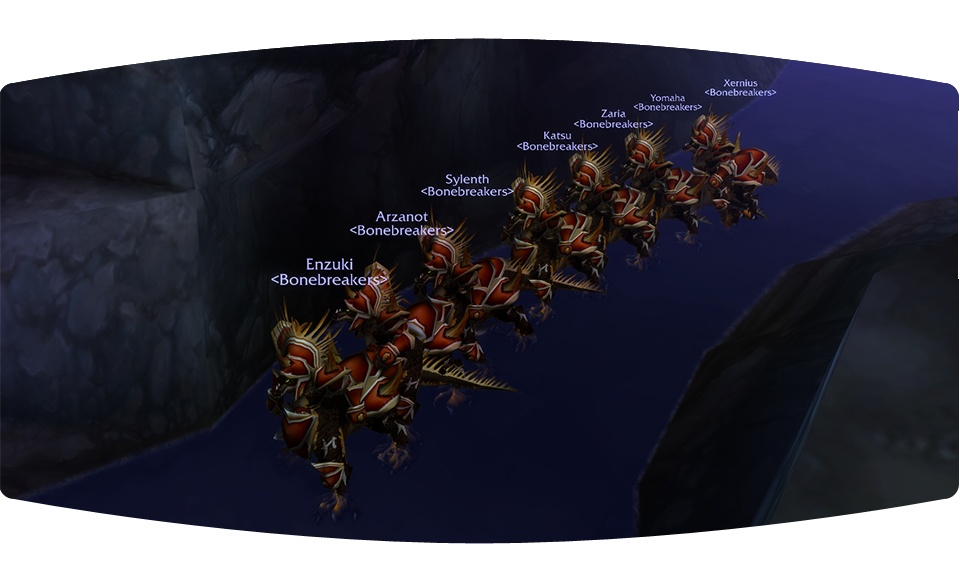 Xernius
<Bonebreakers>
Yomaha
<Bonebreakers>
Zaria
<Bonebreakers>
Katsu
<Bonebreakers>
Sylenth
<Bonebreakers>
Arzanot
<Bonebreakers>
Enzuki
<Bonebreakers>